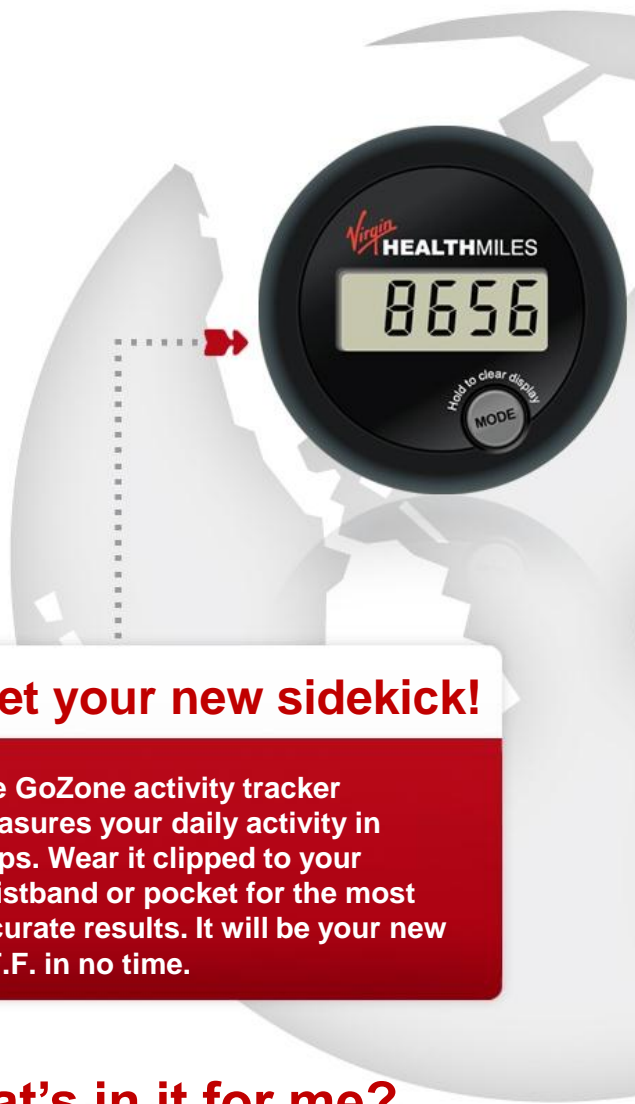 Virgin
HEALTHMILES
8656
Hold to clear display
MODE
et your new sidekick!
e GoZone activity tracker
easures your daily activity in
ps. Wear it clipped to your
istband or pocket for the most
curate results. It will be your new
.F. in no time.
at's in it for me?